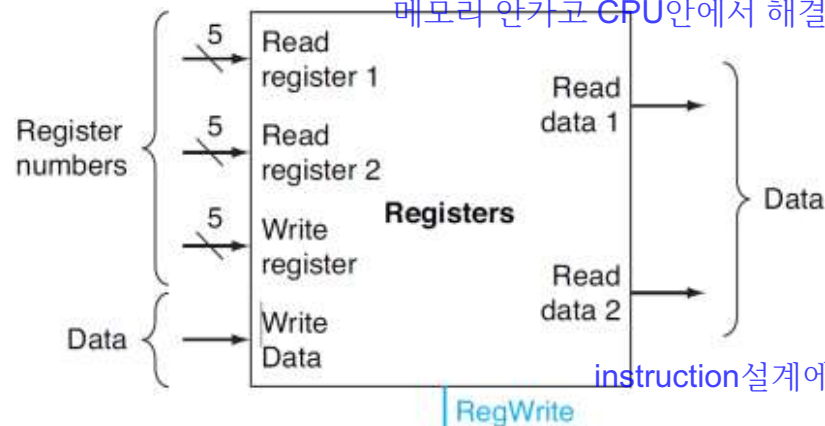 메모리 안가고 CPU안에서 해결
5
Read
register 1
Read
data 1
Register
numbers
5
Read
register 2
Registers
Data
5
Write
register
Read
data 2
Data
Write
Data
instruction설계에
RegWrite